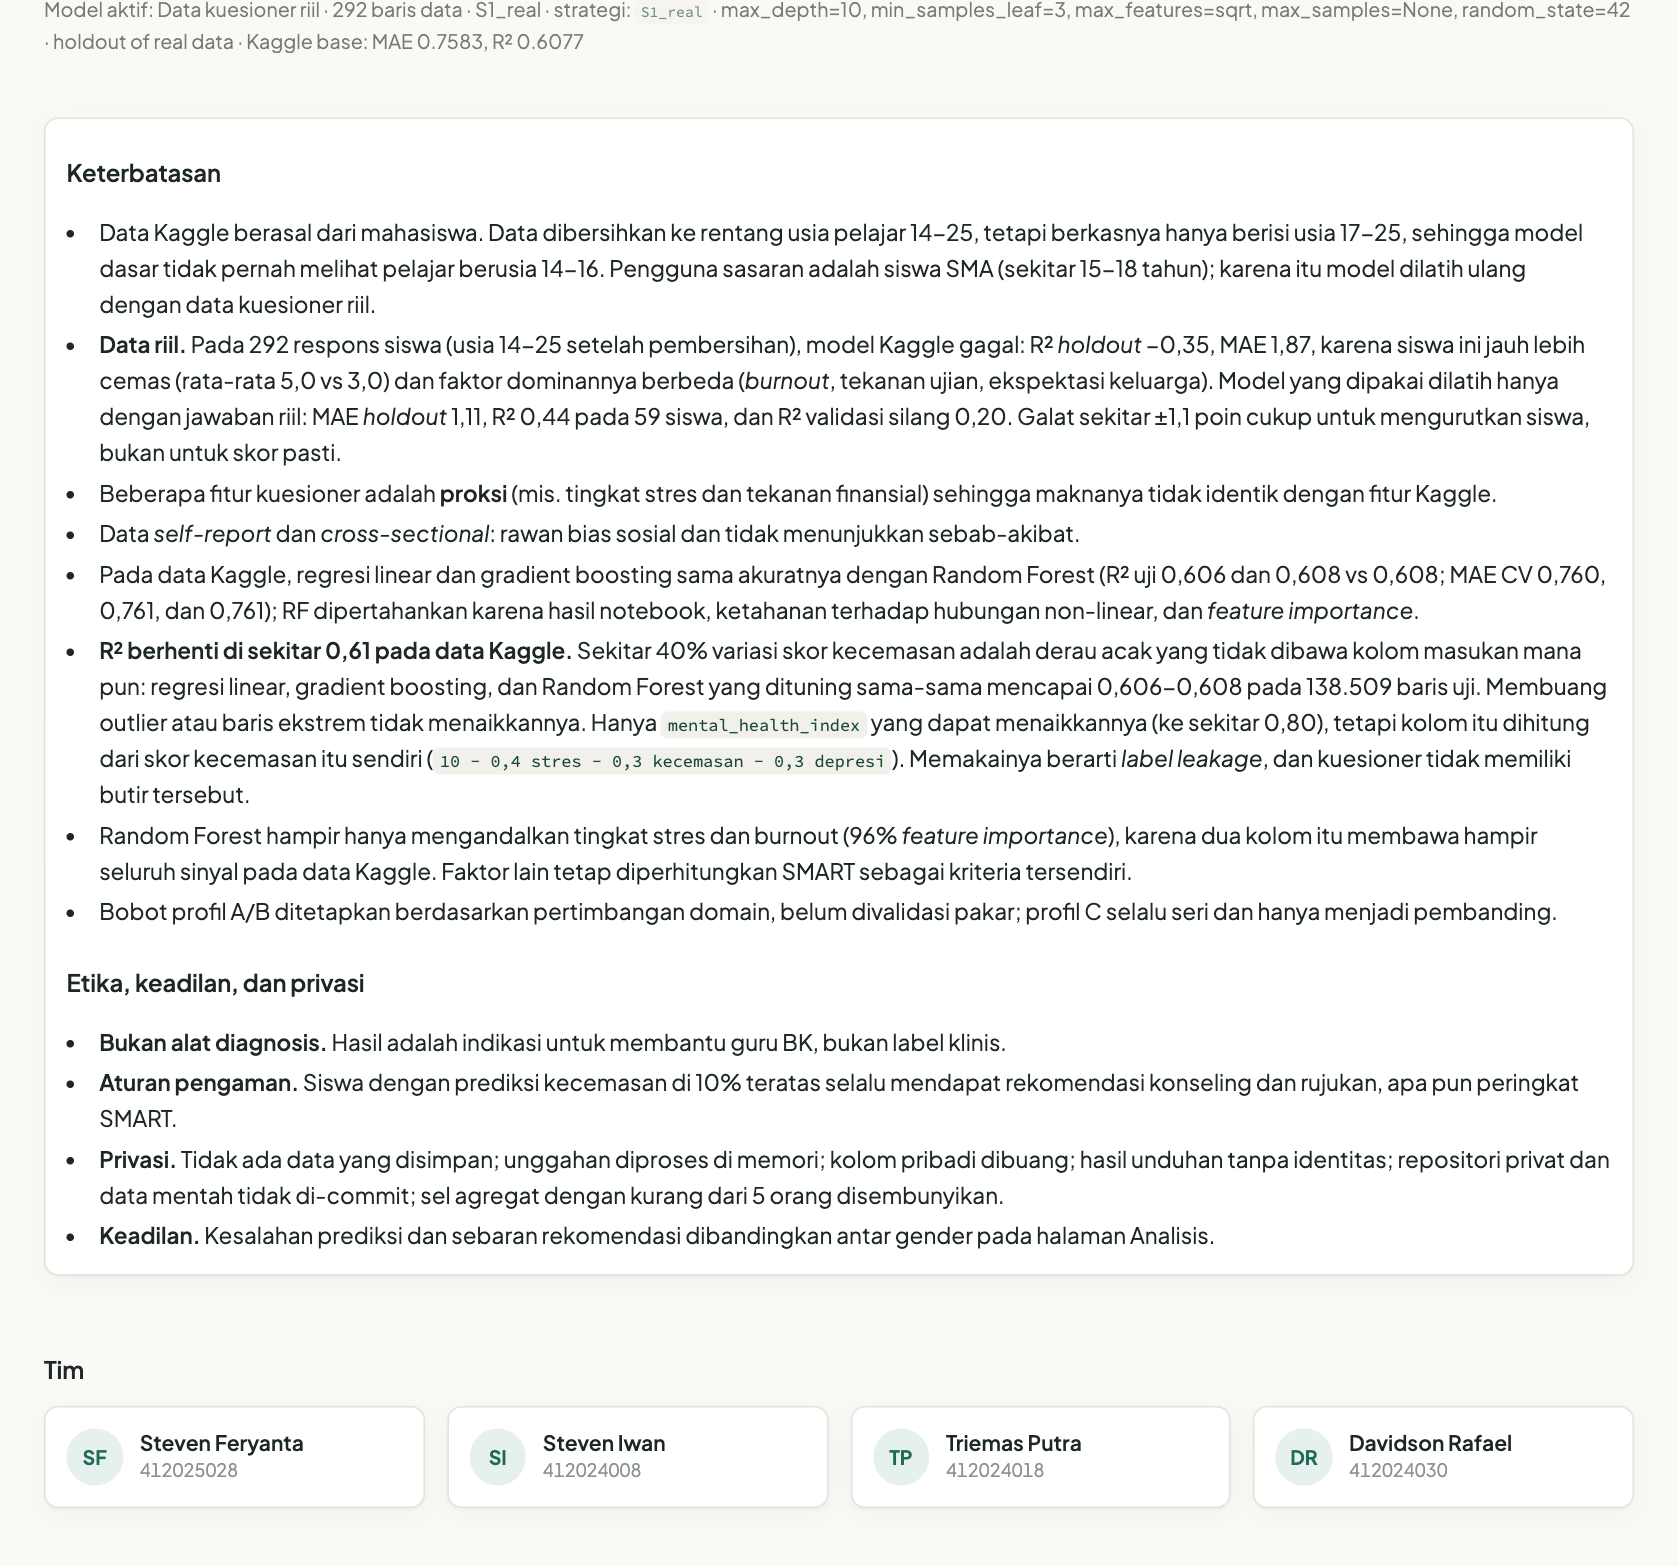 Model aktif: Data kuesioner riil · 292 baris data · S1_real · strategi: S1_real · max_depth=10, min_samples_leaf=3, max_features=sqrt, max_samples=None, random_state=42
· holdout of real data · Kaggle base: MAE 0.7583, R² 0.6077
Keterbatasan
• Data Kaggle berasal dari mahasiswa. Data dibersihkan ke rentang usia pelajar 14–25, tetapi berkasnya hanya berisi usia 17–25, sehingga model
dasar tidak pernah melihat pelajar berusia 14–16. Pengguna sasaran adalah siswa SMA (sekitar 15–18 tahun); karena itu model dilatih ulang
dengan data kuesioner riil.
• Data riil. Pada 292 respons siswa (usia 14–25 setelah pembersihan), model Kaggle gagal: R² holdout −0,35, MAE 1,87, karena siswa ini jauh lebih
cemas (rata-rata 5,0 vs 3,0) dan faktor dominannya berbeda (burnout, tekanan ujian, ekspektasi keluarga). Model yang dipakai dilatih hanya
dengan jawaban riil: MAE holdout 1,11, R² 0,44 pada 59 siswa, dan R² validasi silang 0,20. Galat sekitar ±1,1 poin cukup untuk mengurutkan siswa,
bukan untuk skor pasti.
• Beberapa fitur kuesioner adalah proksi (mis. tingkat stres dan tekanan finansial) sehingga maknanya tidak identik dengan fitur Kaggle.
• Data self-report dan cross-sectional: rawan bias sosial dan tidak menunjukkan sebab-akibat.
• Pada data Kaggle, regresi linear dan gradient boosting sama akuratnya dengan Random Forest (R² uji 0,606 dan 0,608 vs 0,608; MAE CV 0,760,
0,761, dan 0,761); RF dipertahankan karena hasil notebook, ketahanan terhadap hubungan non-linear, dan feature importance.
• R² berhenti di sekitar 0,61 pada data Kaggle. Sekitar 40% variasi skor kecemasan adalah derau acak yang tidak dibawa kolom masukan mana
pun: regresi linear, gradient boosting, dan Random Forest yang dituning sama-sama mencapai 0,606–0,608 pada 138.509 baris uji. Membuang
outlier atau baris ekstrem tidak menaikkannya. Hanya mental_health_index yang dapat menaikkannya (ke sekitar 0,80), tetapi kolom itu dihitung
dari skor kecemasan itu sendiri (10 − 0,4 stres − 0,3 kecemasan − 0,3 depresi). Memakainya berarti label leakage, dan kuesioner tidak memiliki
butir tersebut.
• Random Forest hampir hanya mengandalkan tingkat stres dan burnout (96% feature importance), karena dua kolom itu membawa hampir
seluruh sinyal pada data Kaggle. Faktor lain tetap diperhitungkan SMART sebagai kriteria tersendiri.
• Bobot profil A/B ditetapkan berdasarkan pertimbangan domain, belum divalidasi pakar; profil C selalu seri dan hanya menjadi pembanding.
Etika, keadilan, dan privasi
• Bukan alat diagnosis. Hasil adalah indikasi untuk membantu guru BK, bukan label klinis.
• Aturan pengaman. Siswa dengan prediksi kecemasan di 10% teratas selalu mendapat rekomendasi konseling dan rujukan, apa pun peringkat
SMART.
• Privasi. Tidak ada data yang disimpan; unggahan diproses di memori; kolom pribadi dibuang; hasil unduhan tanpa identitas; repositori privat dan
data mentah tidak di-commit; sel agregat dengan kurang dari 5 orang disembunyikan.
• Keadilan. Kesalahan prediksi dan sebaran rekomendasi dibandingkan antar gender pada halaman Analisis.
Tim
SF Steven Feryanta
412025028
SI Steven Iwan
412024008
TP Triemas Putra
412024018
DR Davidson Rafael
412024030